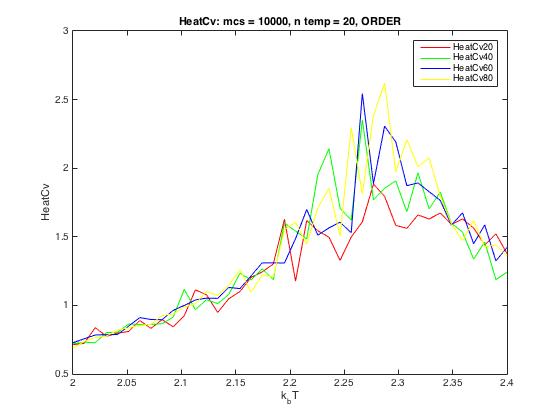 HeatCv: mcs = 10000, n temp = 20, ORDER
3
2.5
2
1.5
1
0.5
HeatCv
HeatCv20
HeatCv40
HeatCv60
HeatCv80
2 2.05 2.1 2.15 2.2 2.25 2.3 2.35 2.4
k_b T